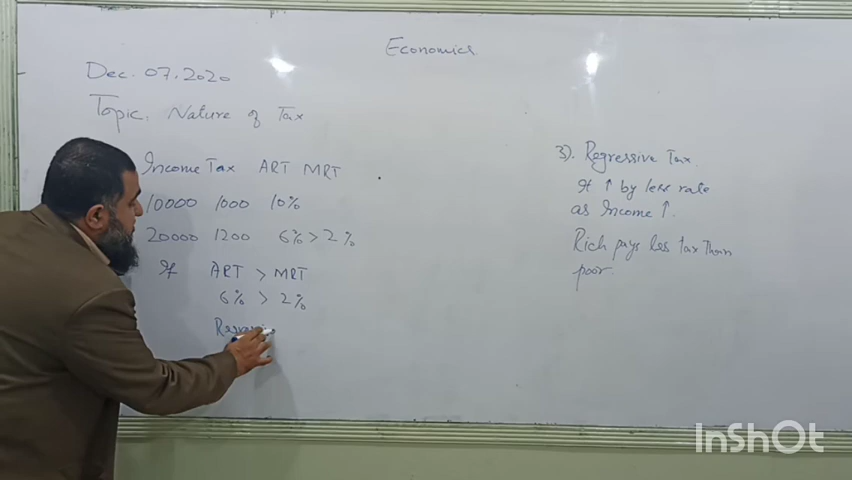 Economics.
Dec. 07, 2020
Topic. Nature of Tax
Income Tax ART MRT
10000 1000 10%
20000 1200 6% > 2%
If ART > MRT
6% > 2%
3). Regressive Tax.
It ↑ by less rate
as Income ↑.
Rich pays less tax than
poor.
InShOt